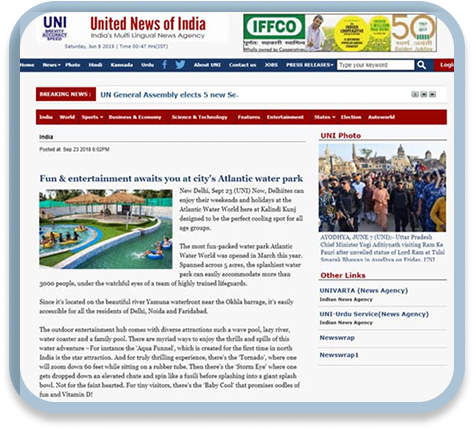 UNI
BREVITY
ACCURACY
SPEED
United News of India
India's Multi Lingual News Agency
Saturday, Jun 8 2019 | Time 00:47 Hrs(IST)
IFFCO
Wholly owned by Cooperatives
50
Home News Photo Hindi Kannada Urdu About UNI Contact us JOBS PRESS RELEASES Type your keyword Login
BREAKING NEWS : UN General Assembly elects 5 new Se-
India World Sports Business & Economy Science & Technology Features Entertainment States Election Autoworld
India
Posted at: Sep 23 2018 6:02PM
Fun & entertainment awaits you at city's Atlantic water park
New Delhi, Sept 23 (UNI) Now, Delhiites can
enjoy their weekends and holidays at the
Atlantic Water World here at Kalindi Kunj
designed to be the perfect cooling spot for all
age groups.
The most fun-packed water park Atlantic
Water World was opened in March this year.
Spanned across 5 acres, the splashiest water
park can easily accommodate more than
3000 people, under the watchful eyes of a team of highly trained lifeguards.
Since it's located on the beautiful river Yamuna waterfront near the Okhla barrage, it's easily
accessible for all the residents of Delhi, Noida and Faridabad.
The outdoor entertainment hub comes with diverse attractions such a wave pool, lazy river,
water coaster and a family pool. There are myriad ways to enjoy the thrills and spills of this
water adventure –For instance the 'Aqua Funnel', which is created for the first time in north
India is the star attraction. And for truly thrilling experience, there's the 'Tornado', where one
will zoom down 60 feet while sitting on a rubber tube. Then there's the 'Storm Eye' where one
gets dropped down an elevated chute and spin like a fusili before splashing into a giant splash
bowl. Not for the faint hearted. For tiny visitors, there's the 'Baby Cool' that promises oodles of
fun and Vitamin D!
UNI Photo
AYODHYA, JUNE 7 (UNI):- Uttar Pradesh
Chief Minister Yogi Adityanath visiting Ram Ke
Pauri after unveiled statue of Lord Ram at Tulsi
Smarak Bhawan in Ayodhya on Friday. UNI
Other Links
UNIVARTA (News Agency)
Indian News Agency
UNI-Urdu Service(News Agency)
Indian News Agency
Newswrap
Newswrap1